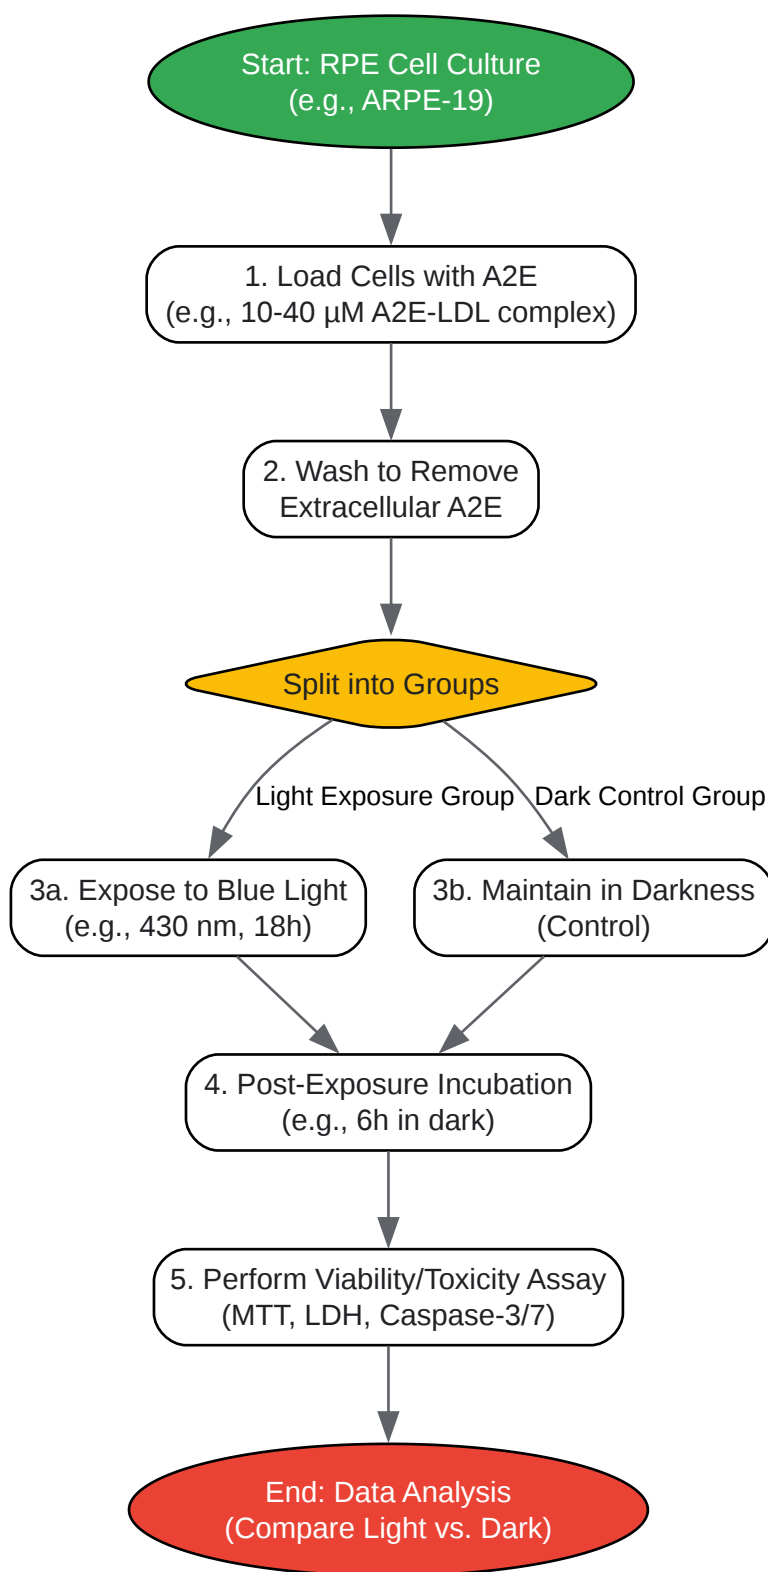 Start: RPE Cell Culture
(e.g., ARPE-19)
1. Load Cells with A2E
(e.g., 10-40 µM A2E-LDL complex)
2. Wash to Remove
Extracellular A2E
Split into Groups
Light Exposure Group
Dark Control Group
3a. Expose to Blue Light
(e.g., 430 nm, 18h)
3b. Maintain in Darkness
(Control)
4. Post-Exposure Incubation
(e.g., 6h in dark)
5. Perform Viability/Toxicity Assay
(MTT, LDH, Caspase-3/7)
End: Data Analysis
(Compare Light vs. Dark)